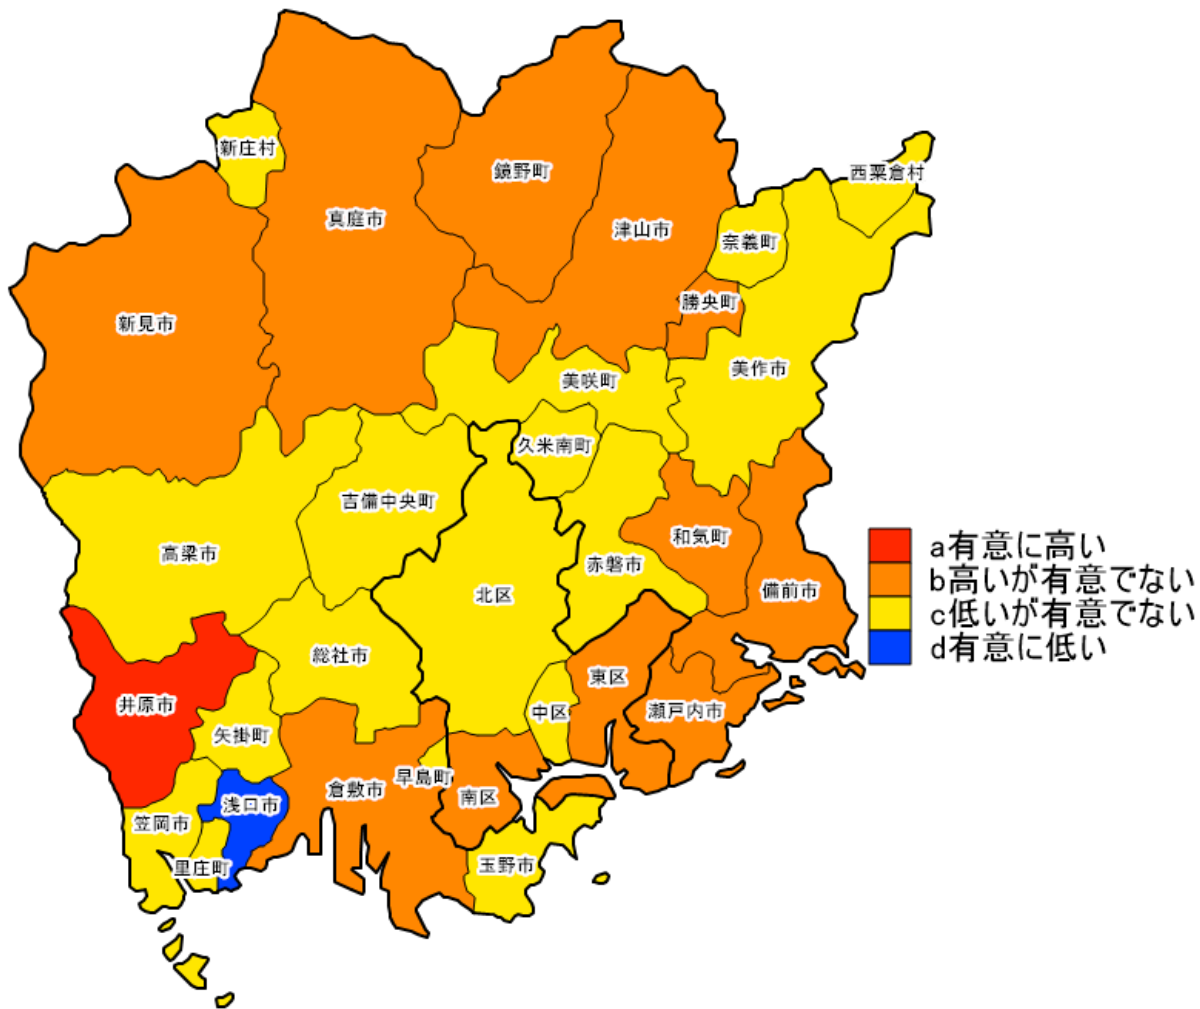 新庄村
西粟倉村
鏡野町
真庭市
津山市
奈義町
勝央町
新見市
美作市
美咲町
久米南町
吉備中央町
和気町
高梁市
赤磐市
備前市
北区
総社市
東区
井原市
中区
瀬戸内市
矢掛町
早島町
倉敷市
南区
浅口市
笠岡市
里庄町
玉野市
a有意に高い
b高いが有意でない
c低いが有意でない
d有意に低い